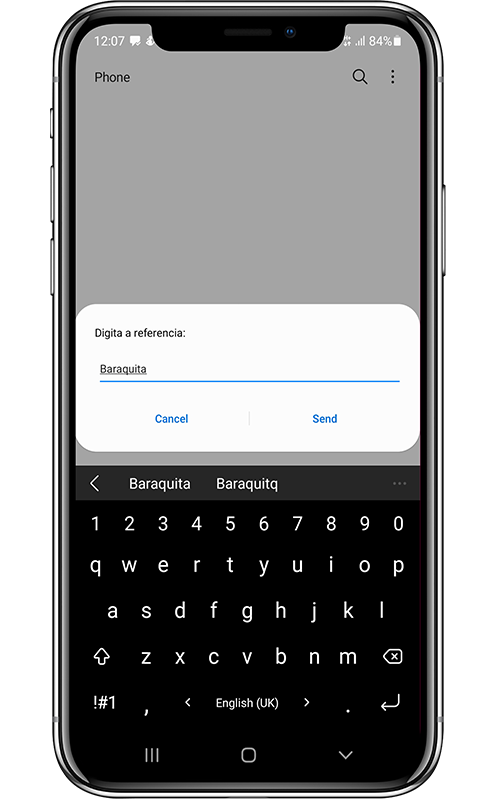 12:07 84%
Phone
Digita a referencia:
Baraquita
Cancel Send
Baraquita Baraquitq
1 2 3 4 5 6 7 8 9 0
q w e r t y u i o p
a s d f g h j k l
z x c v b n m
!#1 , < English (UK) > .